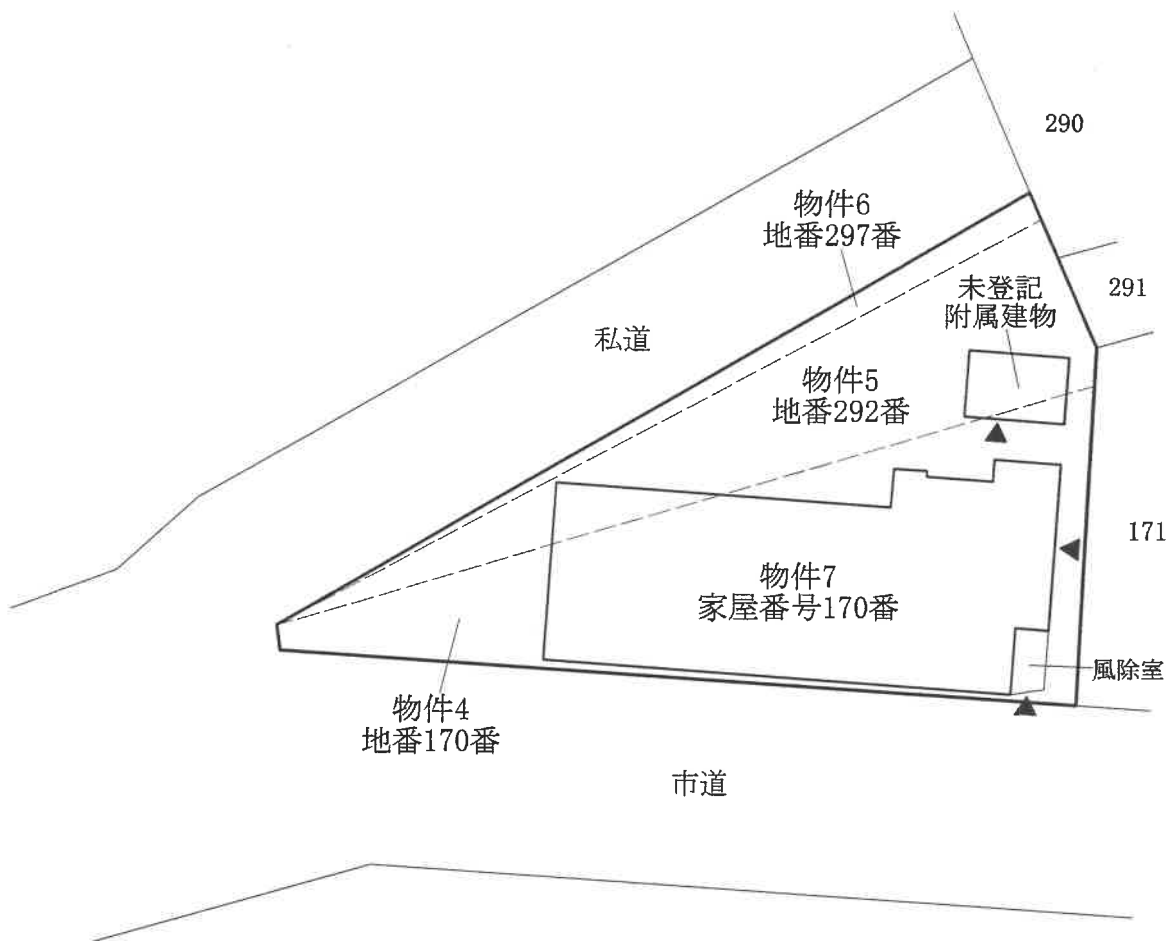 290
物件6
地番297番
291
未登記
附属建物
私道
物件5
地番292番
171
物件7
家屋番号170番
風除室
物件4
地番170番
市道